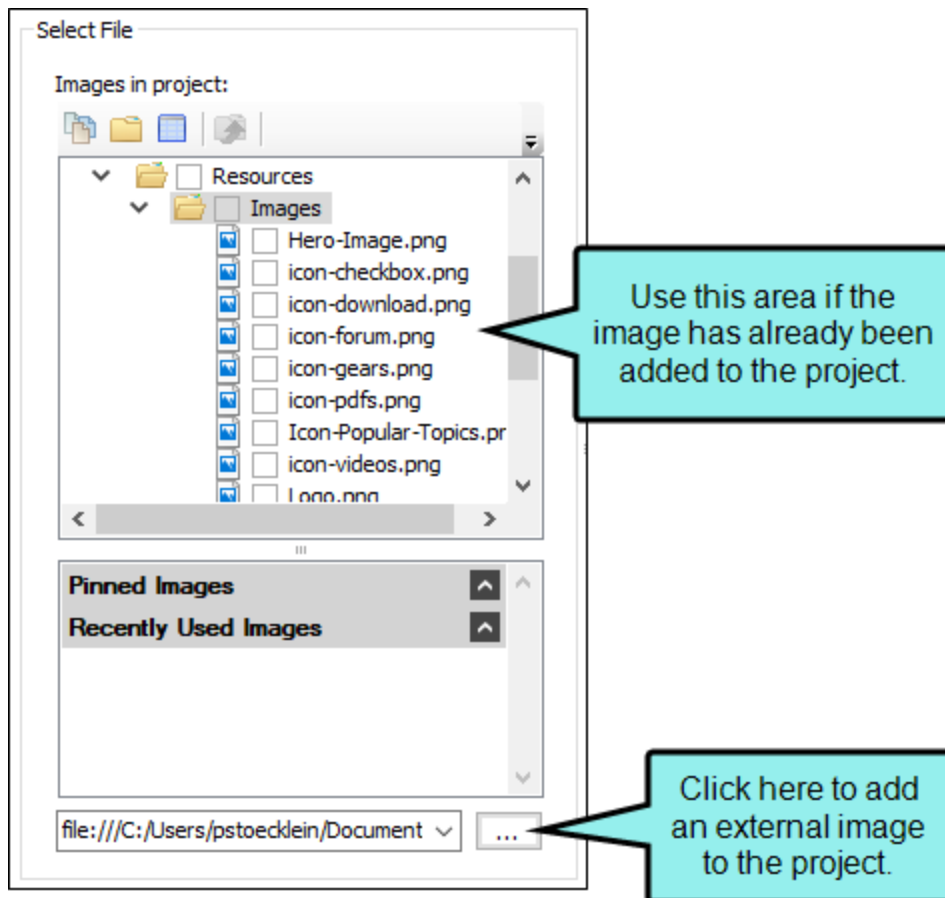 Select File
Images in project:
Resources
Images
Hero-Image.png
icon-checkbox.png
icon-download.png
icon-forum.png
icon-gears.png
icon-pdfs.png
Icon-Popular-Topics.pr
icon-videos.png
Logo.png
Use this area if the
image has already been
added to the project.
Pinned Images
Recently Used Images
file:///C:/Users/pstoecklein/Document
...
Click here to add
an external image
to the project.